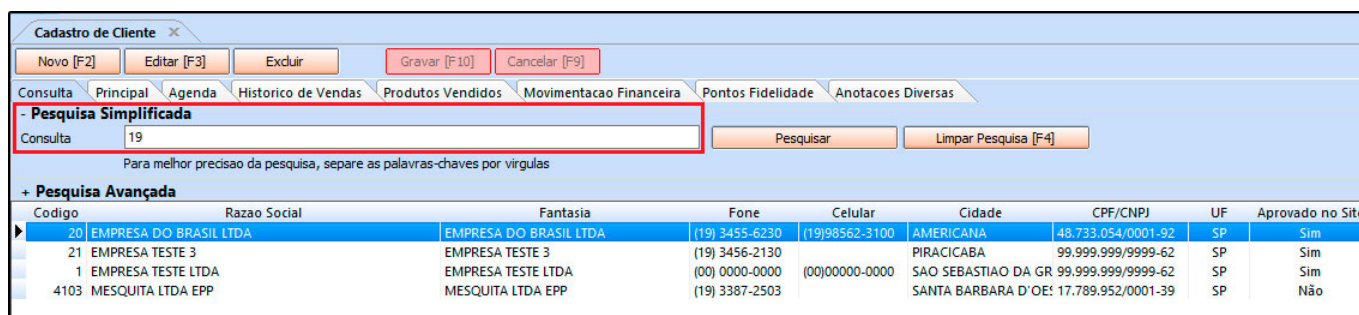 Cadastro de Cliente
Novo [F2] Editar [F3] Excluir Gravar [F10] Cancelar [F9]
Consulta Principal Agenda Historico de Vendas Produtos Vendidos Movimentacao Financeira Pontos Fidelidade Anotacoes Diversas
- Pesquisa Simplificada
Consulta 19 Pesquisar Limpar Pesquisa [F4]
Para melhor precisao da pesquisa, separe as palavras-chaves por virgulas
+ Pesquisa Avançada
Codigo Razao Social Fantasia Fone Celular Cidade CPF/CNPJ UF Aprovado no Site
20 EMPRESA DO BRASIL LTDA EMPRESA DO BRASIL LTDA (19) 3455-6230 (19)98562-3100 AMERICANA 48.733.054/0001-92 SP Sim
21 EMPRESA TESTE 3 EMPRESA TESTE 3 (19) 3456-2130 PIRACICABA 99.999.999/9999-62 SP Sim
1 EMPRESA TESTE LTDA EMPRESA TESTE LTDA (00) 0000-0000 (00)00000-0000 SAO SEBASTIAO DA GR 99.999.999/9999-62 SP Sim
4103 MESQUITA LTDA EPP MESQUITA LTDA EPP (19) 3387-2503 SANTA BARBARA D'OES 17.789.952/0001-39 SP Não